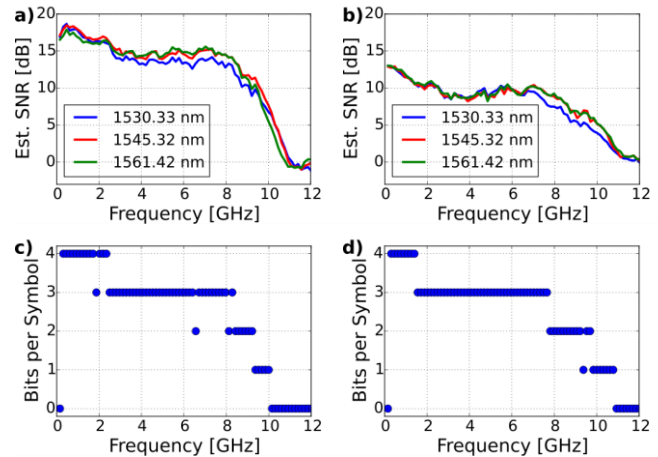 a)
Est. SNR [dB]
20
15
10
5
0
1530.33 nm
1545.32 nm
1561.42 nm
0 2 4 6 8 10 12
Frequency [GHz]
b)
Est. SNR [dB]
20
15
10
5
0
1530.33 nm
1545.32 nm
1561.42 nm
0 2 4 6 8 10 12
Frequency [GHz]
c)
Bits per Symbol
4
3
2
1
0
0 2 4 6 8 10 12
Frequency [GHz]
d)
Bits per Symbol
4
3
2
1
0
0 2 4 6 8 10 12
Frequency [GHz]